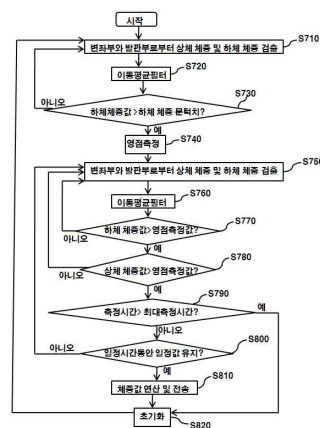 시작
변좌부와 발판부로부터 상체 체중 및 하체 체중 검출
S710
이동평균필터
S720
하체체중값>하체 체중 문턱치?
S730
아니오
예
영점측정
S740
변좌부와 발판부로부터 상체 체중 및 하체 체중 검출
S750
이동평균필터
S760
하체 체중값>영점측정값?
S770
아니오
상체 체중값>영점측정값?
S780
아니오
예
측정시간>최대측정시간?
S790
예
아니오
일정시간동안 일정값 유지?
S800
아니오
예
체중값 연산 및 전송
S810
초기화
S820